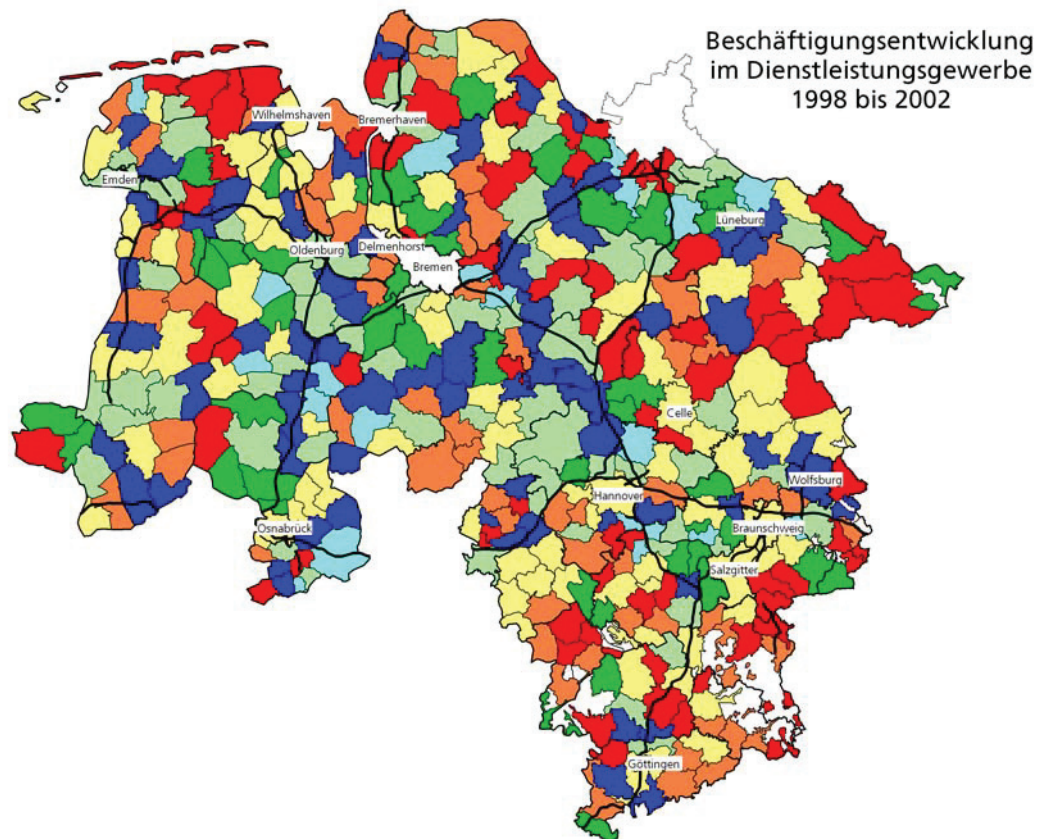 Beschäftigungsentwicklung
im Dienstleistungsgewerbe
1998 bis 2002
Wilhelmshaven
Bremerhaven
Emden
Lüneburg
Oldenburg
Delmenhorst
Bremen
Celle
Wolfsburg
Hannover
Osnabrück
Braunschweig
Salzgitter
Göttingen